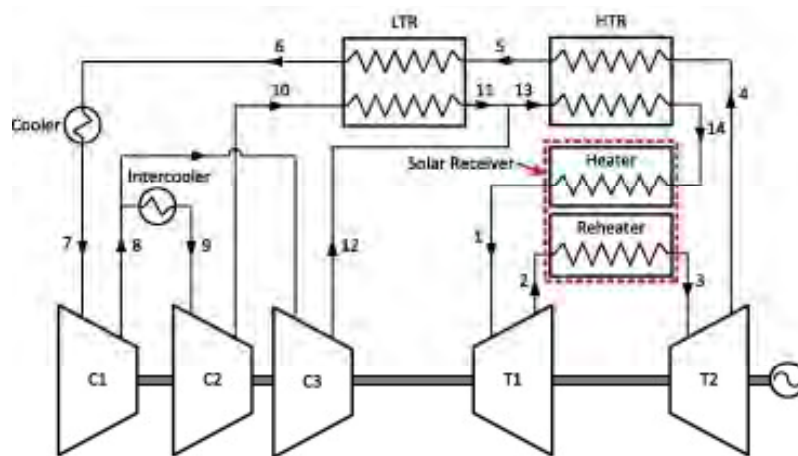 LTR
HTR
6
5
4
10
11
13
14
Cooler
Solar Receiver
Heater
Intercooler
7
8
9
12
1
Reheater
2
3
C1
C2
C3
T1
T2